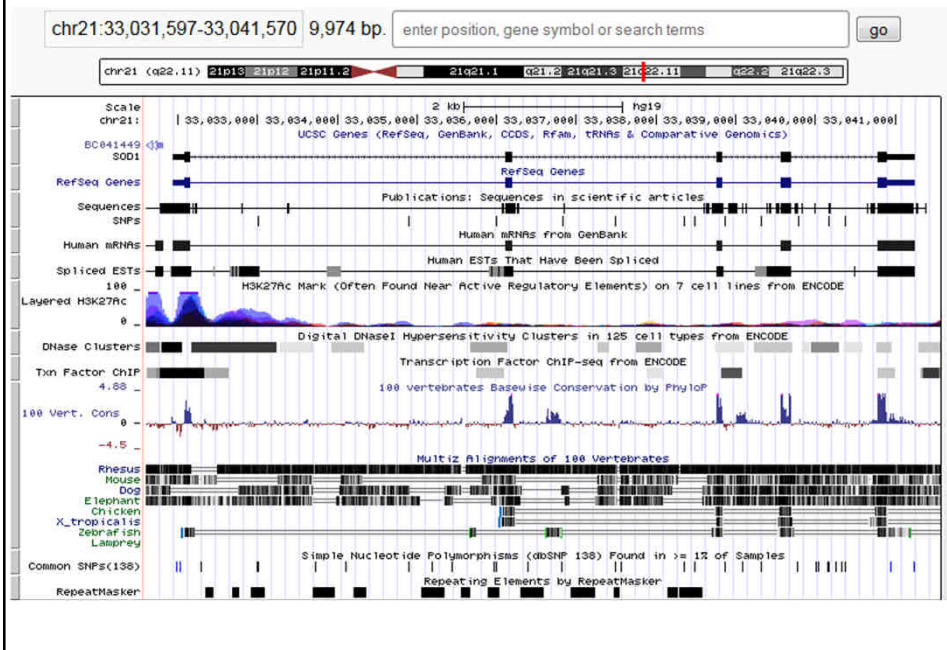 chr21:33,031,597-33,041,570 9,974 bp. enter position, gene symbol or search terms go
chr21 (q22.11) 21p13 21p12 21p11.2 21q21.1 q21.2 21q21.3 21q22.11 q22.2 21q22.3
Scale 2 kb hg19
chr21: 33,033,000 33,034,000 33,035,000 33,036,000 33,037,000 33,038,000 33,039,000 33,040,000 33,041,000
UCSC Genes (RefSeq, GenBank, CCDS, Rfam, tRNAs & Comparative Genomics)
BC041449
SOD1
RefSeq Genes
RefSeq Genes
Publications: Sequences in scientific articles
Sequences
SNPs
Human mRNAs from GenBank
Human mRNAs
Human ESTs That Have Been Spliced
Spliced ESTs
100 _ H3K27Ac Mark (Often Found Near Active Regulatory Elements) on 7 cell lines from ENCODE
Layered H3K27Ac
0 _
Digital DNaseI Hypersensitivity Clusters in 125 cell types from ENCODE
DNase Clusters
Transcription Factor ChIP-seq from ENCODE
Txn Factor ChIP
4.88 _ 100 vertebrates Basewise Conservation by PhyloP
100 Vert. Cons
0 -
-4.5 _
Multiz Alignments of 100 Vertebrates
Rhesus
Mouse
Dog
Elephant
Chicken
X_tropicalis
Zebrafish
Lamprey
Simple Nucleotide Polymorphisms (dbSNP 138) Found in >= 1% of Samples
Common SNPs(138)
Repeating Elements by RepeatMasker
RepeatMasker